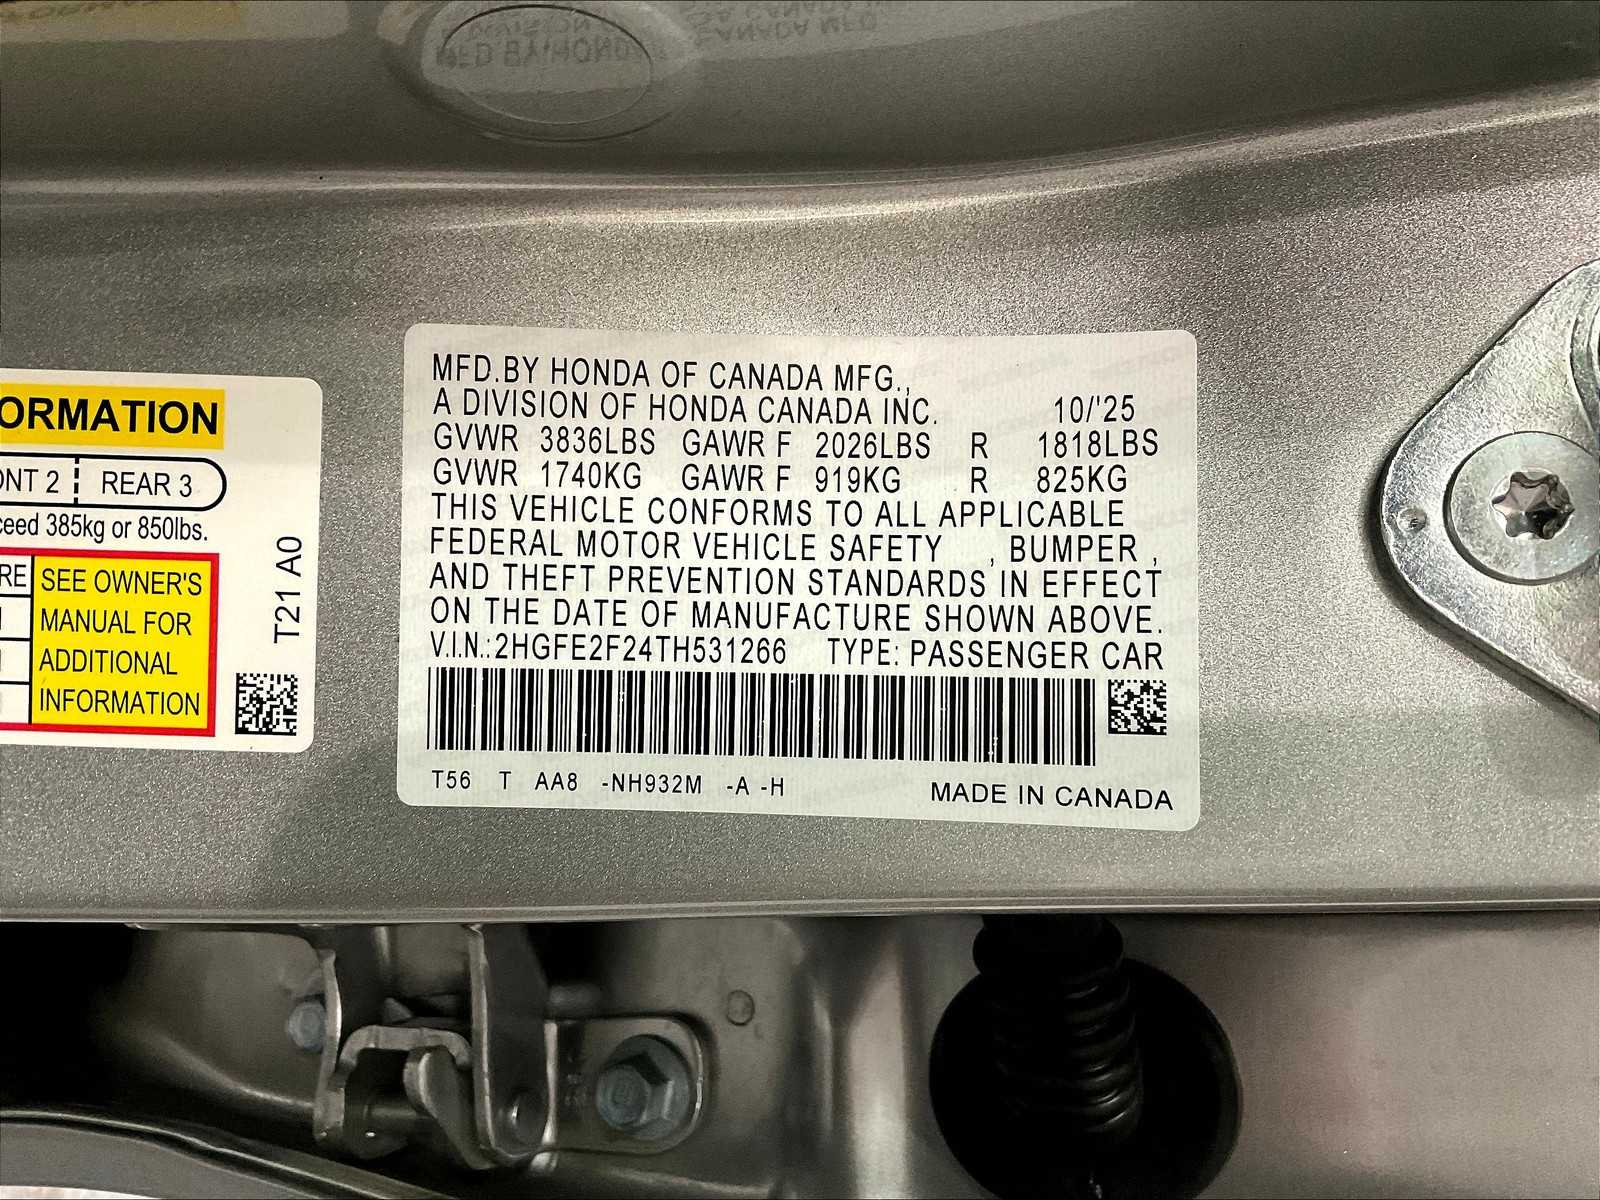 ORMATION
ONT 2 REAR 3
ceed 385kg or 850lbs.
RE
SEE OWNER'S
MANUAL FOR
ADDITIONAL
INFORMATION
T21 A0
MFD.BY HONDA OF CANADA MFG.,
A DIVISION OF HONDA CANADA INC. 10/'25
GVWR 3836LBS GAWR F 2026LBS R 1818LBS
GVWR 1740KG GAWR F 919KG R 825KG
THIS VEHICLE CONFORMS TO ALL APPLICABLE
FEDERAL MOTOR VEHICLE SAFETY , BUMPER ,
AND THEFT PREVENTION STANDARDS IN EFFECT
ON THE DATE OF MANUFACTURE SHOWN ABOVE.
V.I.N.:2HGFE2F24TH531266 TYPE: PASSENGER CAR
T56 T AA8 -NH932M -A -H
MADE IN CANADA